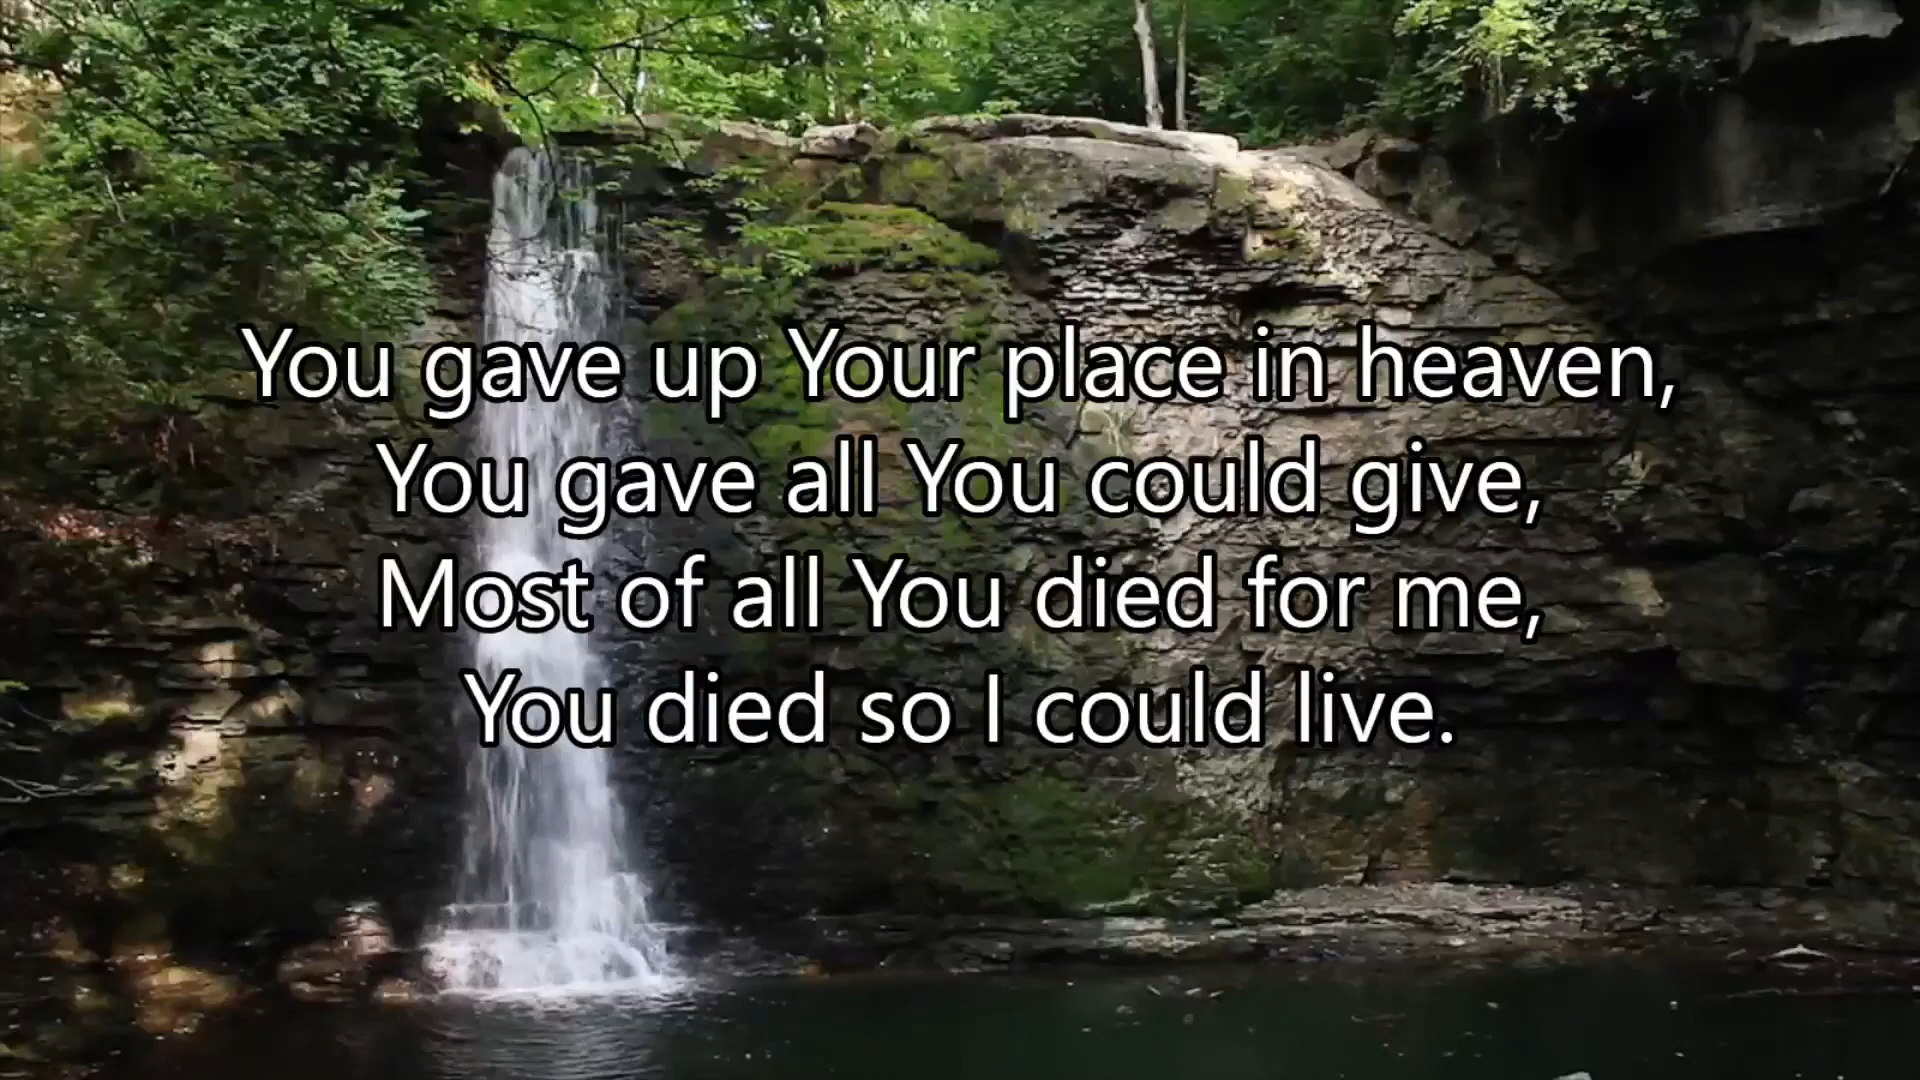 You gave up Your place in heaven,
You gave all You could give,
Most of all You died for me,
You died so I could live.